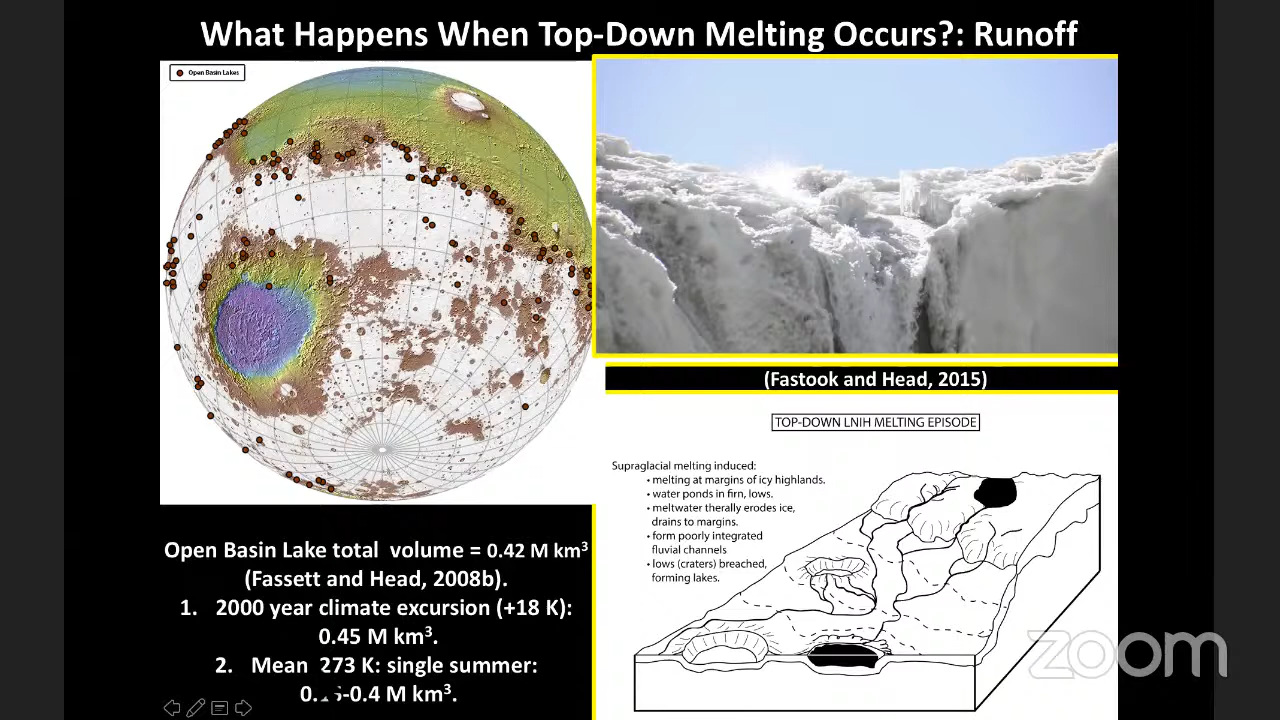 What Happens When Top-Down Melting Occurs?: Runoff
Open Basin Lakes
(Fastook and Head, 2015)
TOP-DOWN LNIH MELTING EPISODE
Supraglacial melting induced:
• melting at margins of icy highlands.
• water ponds in firn, lows.
• meltwater therally erodes ice,
drains to margins.
• form poorly integrated
fluvial channels
• lows (craters) breached,
forming lakes.
Open Basin Lake total volume = 0.42 M km³
(Fassett and Head, 2008b).
1. 2000 year climate excursion (+18 K):
0.45 M km³.
2. Mean 273 K: single summer:
M km³.
zoom